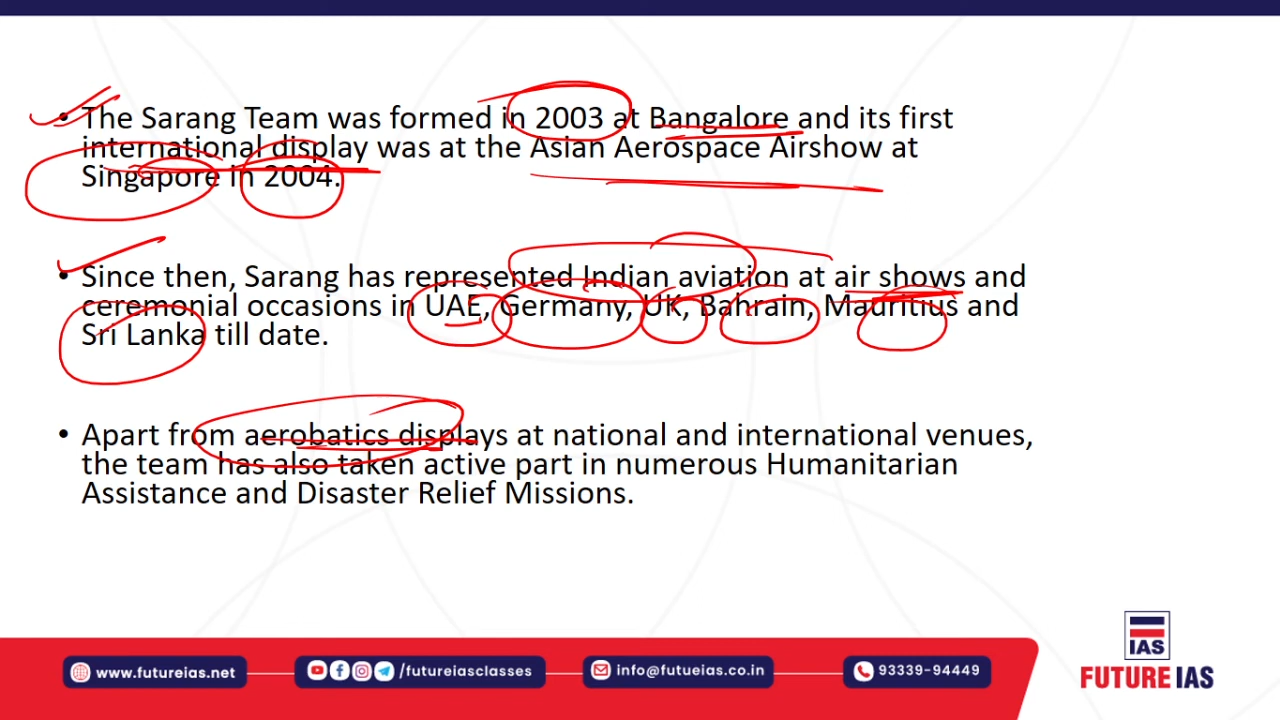 • The Sarang Team was formed in 2003 at Bangalore and its first
international display was at the Asian Aerospace Airshow at
Singapore in 2004.
• Since then, Sarang has represented Indian aviation at air shows and
ceremonial occasions in UAE, Germany, UK, Bahrain, Mauritius and
Sri Lanka till date.
• Apart from aerobatics displays at national and international venues,
the team has also taken active part in numerous Humanitarian
Assistance and Disaster Relief Missions.
IAS
FUTURE IAS
www.futureias.net
/futureiasclasses
info@futueias.co.in
93339-94449